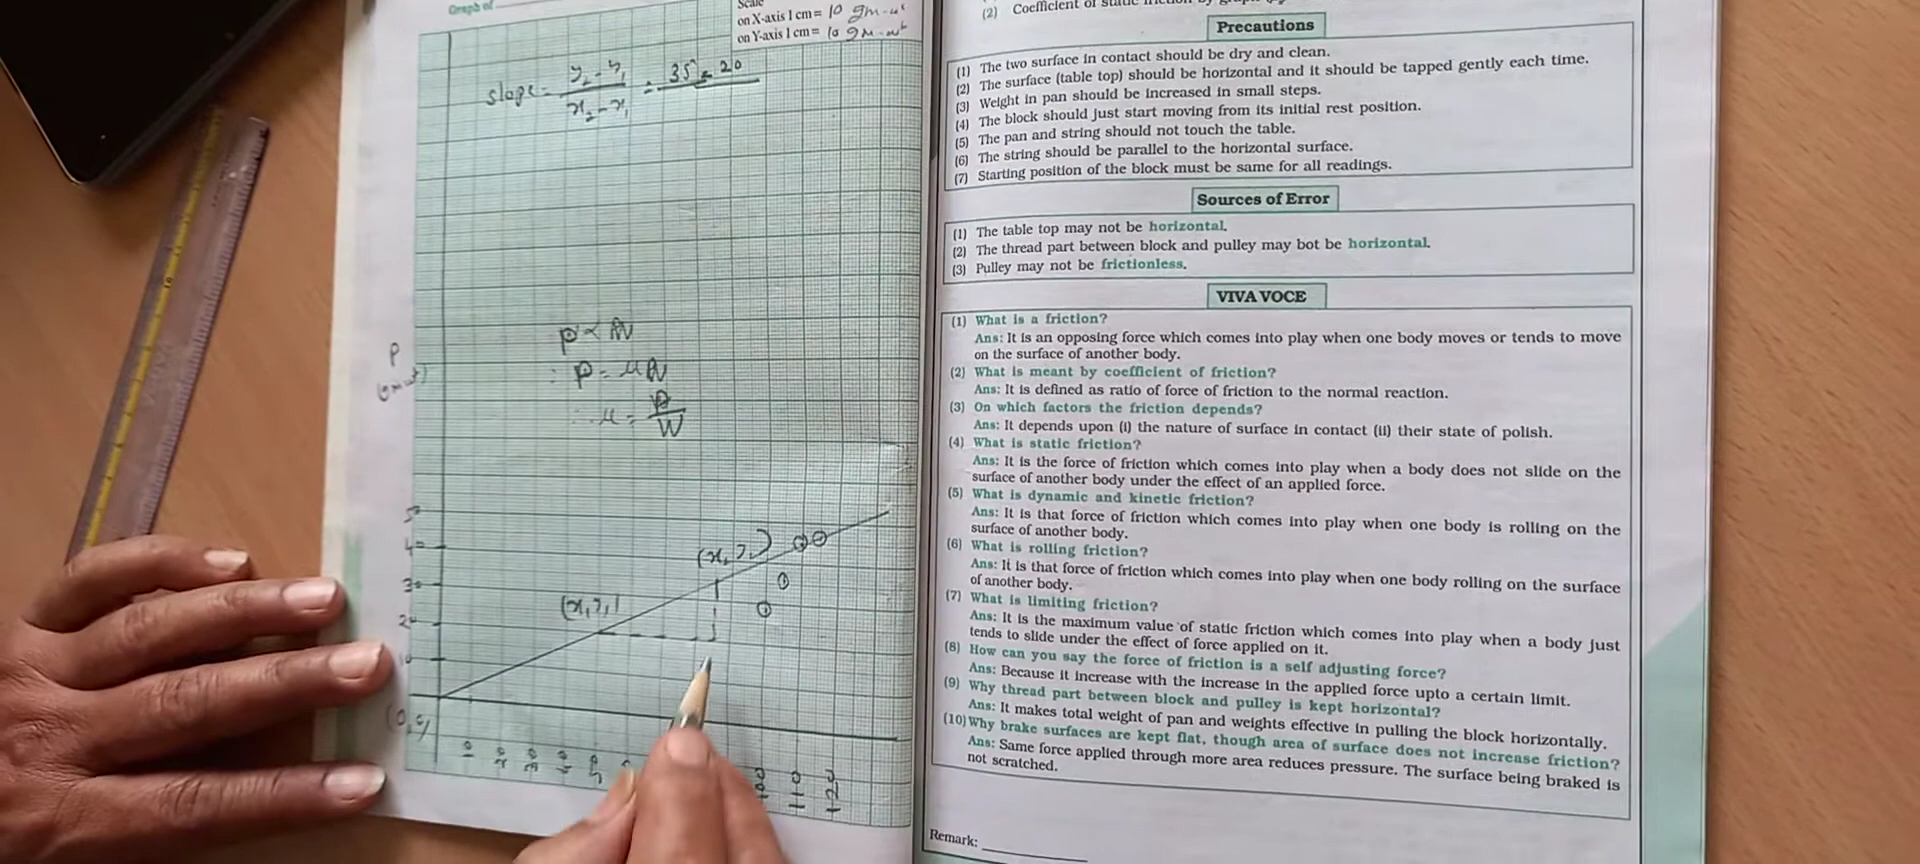 Graph of
Scale
on X-axis 1 cm = 10 gm-wt
on Y-axis 1 cm = 10 gm-wt
slope = y₂ - y₁ / x₂ - x₁ = 35 - 20
P ∝ W
∴ P = μW
∴ μ = P / W
P
(gm wt)
50
40
30
20
10
(x₂ y₂)
(x₁ y₁)
(0,0)
10 20 30 40 50 100 110 120
(2) Coefficient of static friction by graph
Precautions
(1) The two surface in contact should be dry and clean.
(2) The surface (table top) should be horizontal and it should be tapped gently each time.
(3) Weight in pan should be increased in small steps.
(4) The block should just start moving from its initial rest position.
(5) The pan and string should not touch the table.
(6) The string should be parallel to the horizontal surface.
(7) Starting position of the block must be same for all readings.
Sources of Error
(1) The table top may not be horizontal.
(2) The thread part between block and pulley may bot be horizontal.
(3) Pulley may not be frictionless.
VIVA VOCE
(1) What is a friction?
Ans: It is an opposing force which comes into play when one body moves or tends to move
on the surface of another body.
(2) What is meant by coefficient of friction?
Ans: It is defined as ratio of force of friction to the normal reaction.
(3) On which factors the friction depends?
Ans: It depends upon (i) the nature of surface in contact (ii) their state of polish.
(4) What is static friction?
Ans: It is the force of friction which comes into play when a body does not slide on the
surface of another body under the effect of an applied force.
(5) What is dynamic and kinetic friction?
Ans: It is that force of friction which comes into play when one body is rolling on the
surface of another body.
(6) What is rolling friction?
Ans: It is that force of friction which comes into play when one body rolling on the surface
of another body.
(7) What is limiting friction?
Ans: It is the maximum value of static friction which comes into play when a body just
tends to slide under the effect of force applied on it.
(8) How can you say the force of friction is a self adjusting force?
Ans: Because it increase with the increase in the applied force upto a certain limit.
(9) Why thread part between block and pulley is kept horizontal?
Ans: It makes total weight of pan and weights effective in pulling the block horizontally.
(10) Why brake surfaces are kept flat, though area of surface does not increase friction?
Ans: Same force applied through more area reduces pressure. The surface being braked is
not scratched.
Remark: